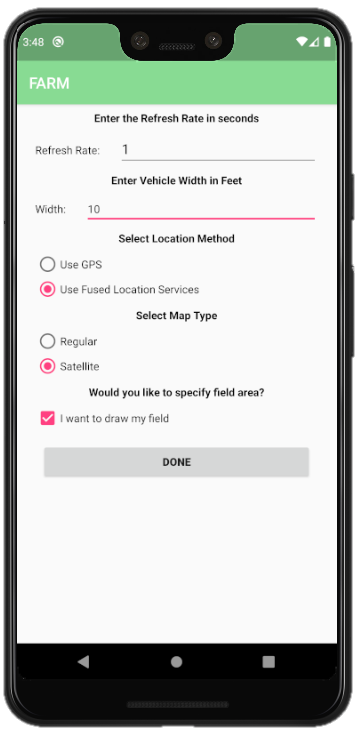 3:48
FARM
Enter the Refresh Rate in seconds
Refresh Rate: 1
Enter Vehicle Width in Feet
Width: 10
Select Location Method
Use GPS
Use Fused Location Services
Select Map Type
Regular
Satellite
Would you like to specify field area?
I want to draw my field
DONE